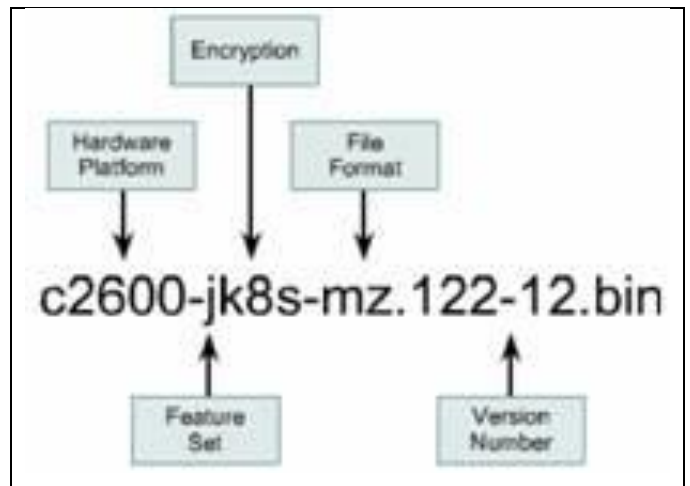 Encryption
Hardware
Platform
File
Format
c2600-jk8s-mz.122-12.bin
Feature
Set
Version
Number